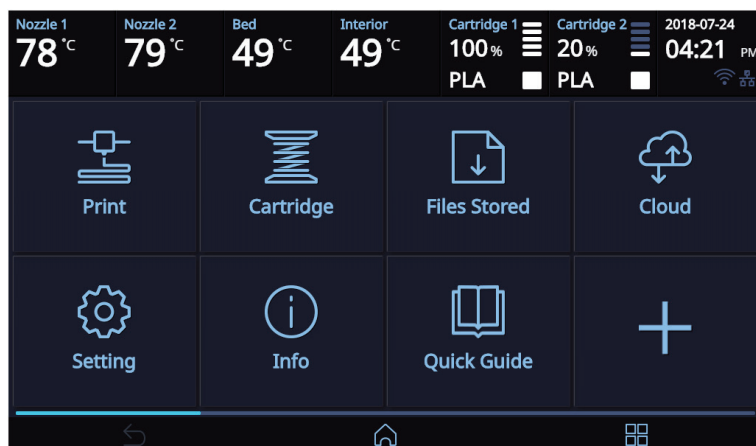 Nozzle 1
78 °C
Nozzle 2
79 °C
Bed
49 °C
Interior
49 °C
Cartridge 1
100 %
PLA
Cartridge 2
20 %
PLA
2018-07-24
04:21 PM
Print
Cartridge
Files Stored
Cloud
Setting
Info
Quick Guide